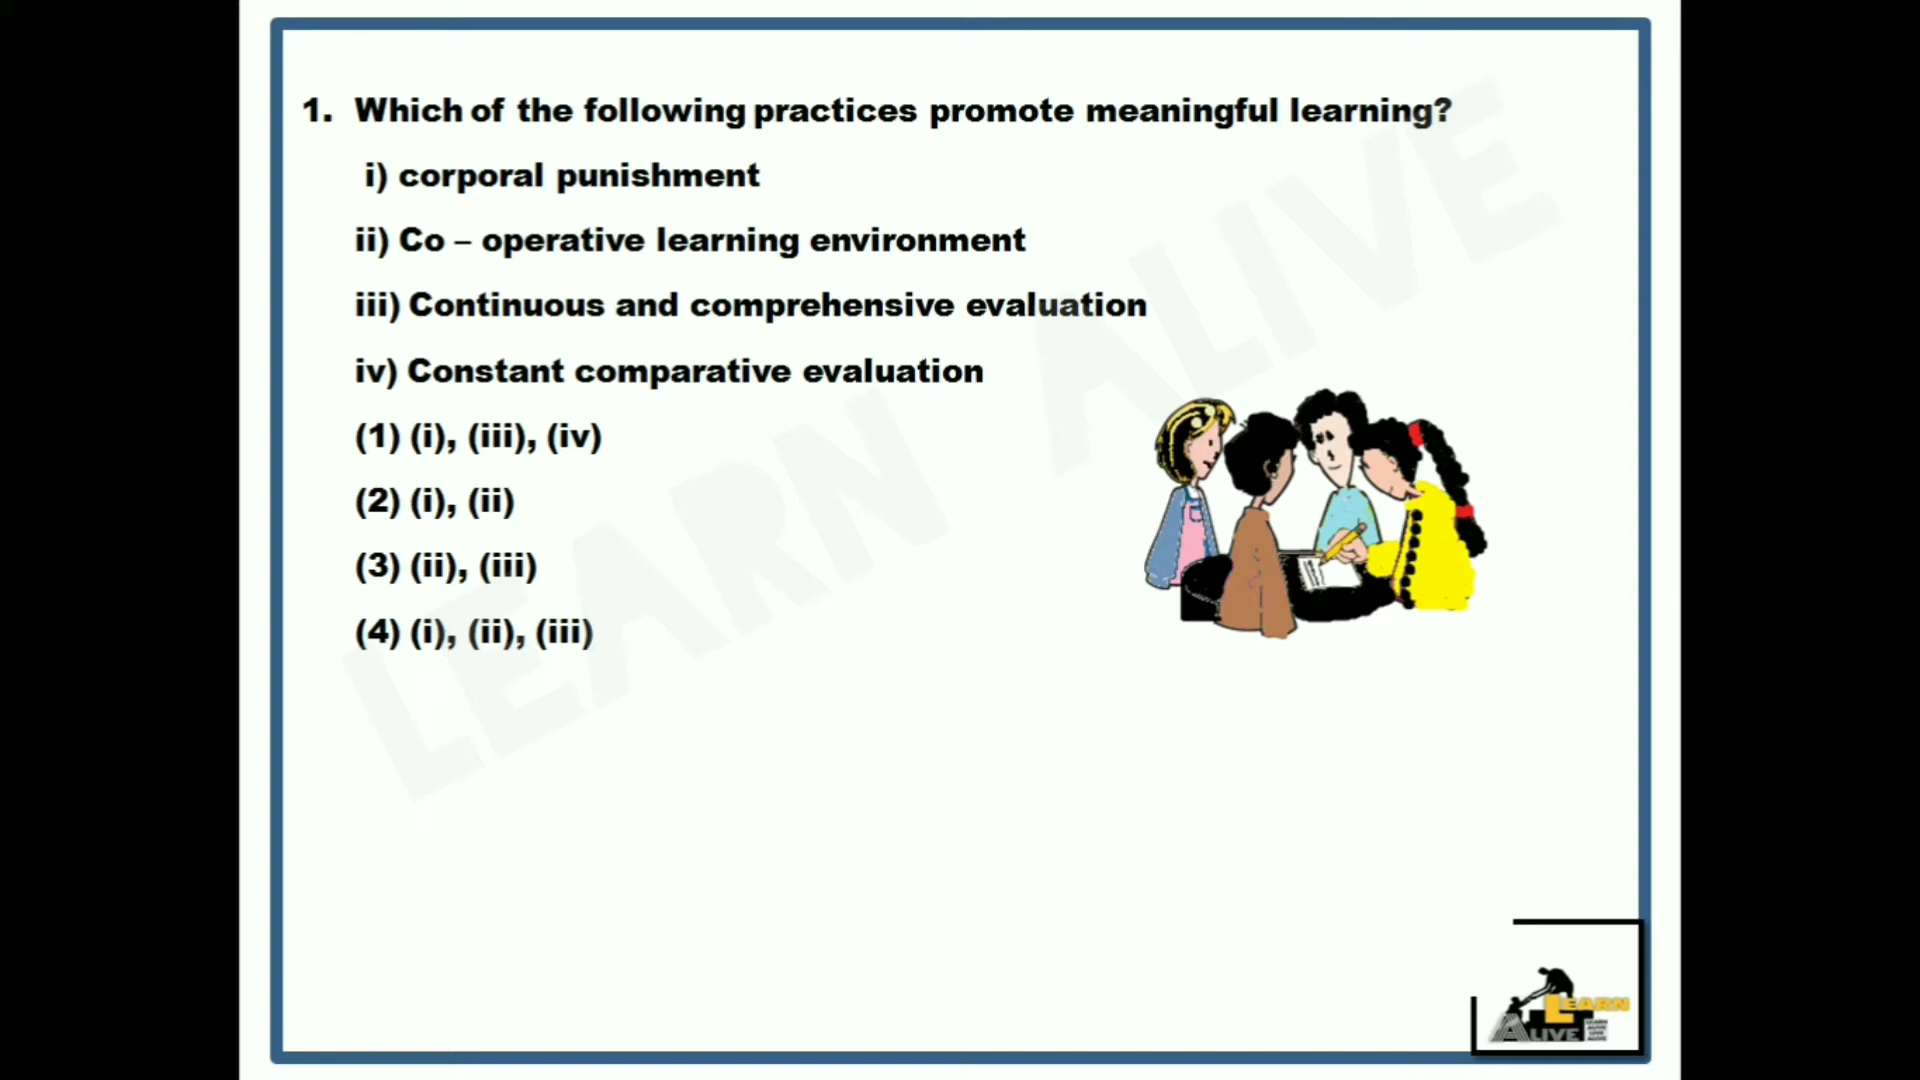 1. Which of the following practices promote meaningful learning?
i) corporal punishment
ii) Co – operative learning environment
iii) Continuous and comprehensive evaluation
iv) Constant comparative evaluation
(1) (i), (iii), (iv)
(2) (i), (ii)
(3) (ii), (iii)
(4) (i), (ii), (iii)
LEARN ALIVE
LEARN
ALIVE